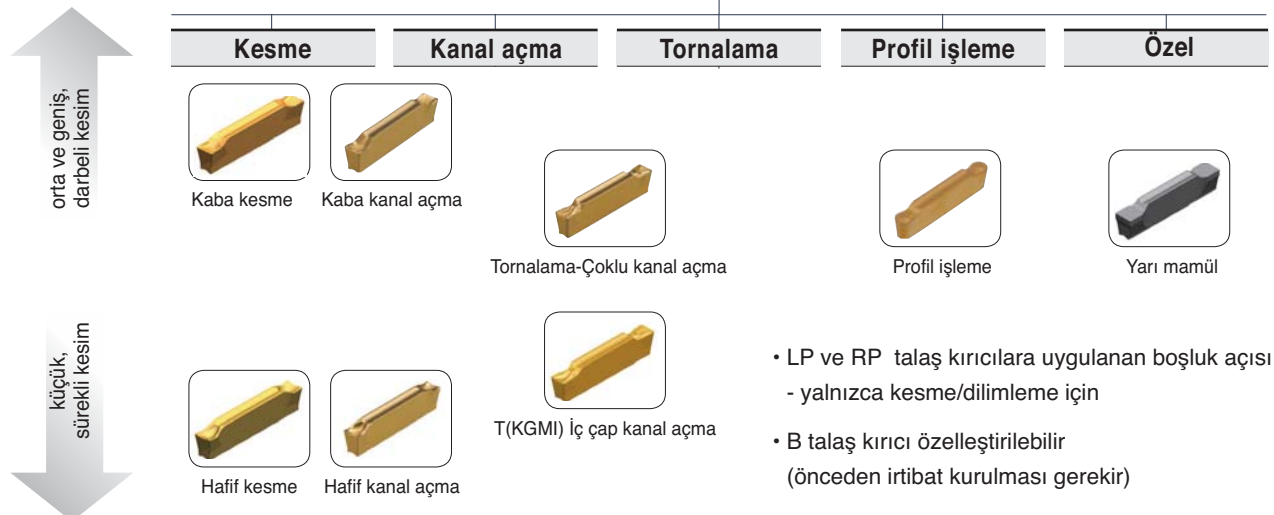 Kesme
Kanal açma
Tornalama
Profil işleme
Özel
orta ve geniş,
darbeli kesim
Kaba kesme
Kaba kanal açma
Tornalama-Çoklu kanal açma
Profil işleme
Yarı mamül
küçük,
sürekli kesim
T(KGMI) İç çap kanal açma
Hafif kesme
Hafif kanal açma
• LP ve RP talaş kırıcılara uygulanan boşluk açısı
- yalnızca kesme/dilimleme için
• B talaş kırıcı özelleştirilebilir
(önceden irtibat kurulması gerekir)